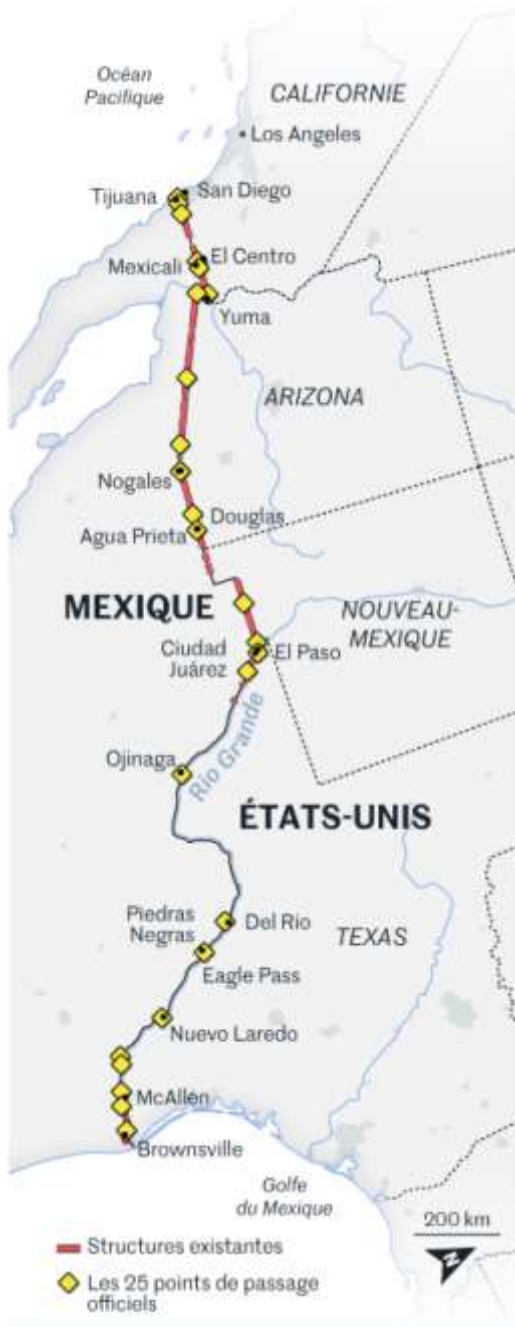 Océan
Pacifique
CALIFORNIE
Los Angeles
San Diego
Tijuana
El Centro
Mexicali
Yuma
ARIZONA
Nogales
Douglas
Agua Prieta
MEXIQUE
NOUVEAU-
MEXIQUE
Ciudad
Juárez
El Paso
Rio Grande
Ojinaga
ÉTATS-UNIS
Piedras
Negras
Del Rio
TEXAS
Eagle Pass
Nuevo Laredo
McAllen
Brownsville
Golfe
du Mexique
200 km
N
Structures existantes
Les 25 points de passage
officiels